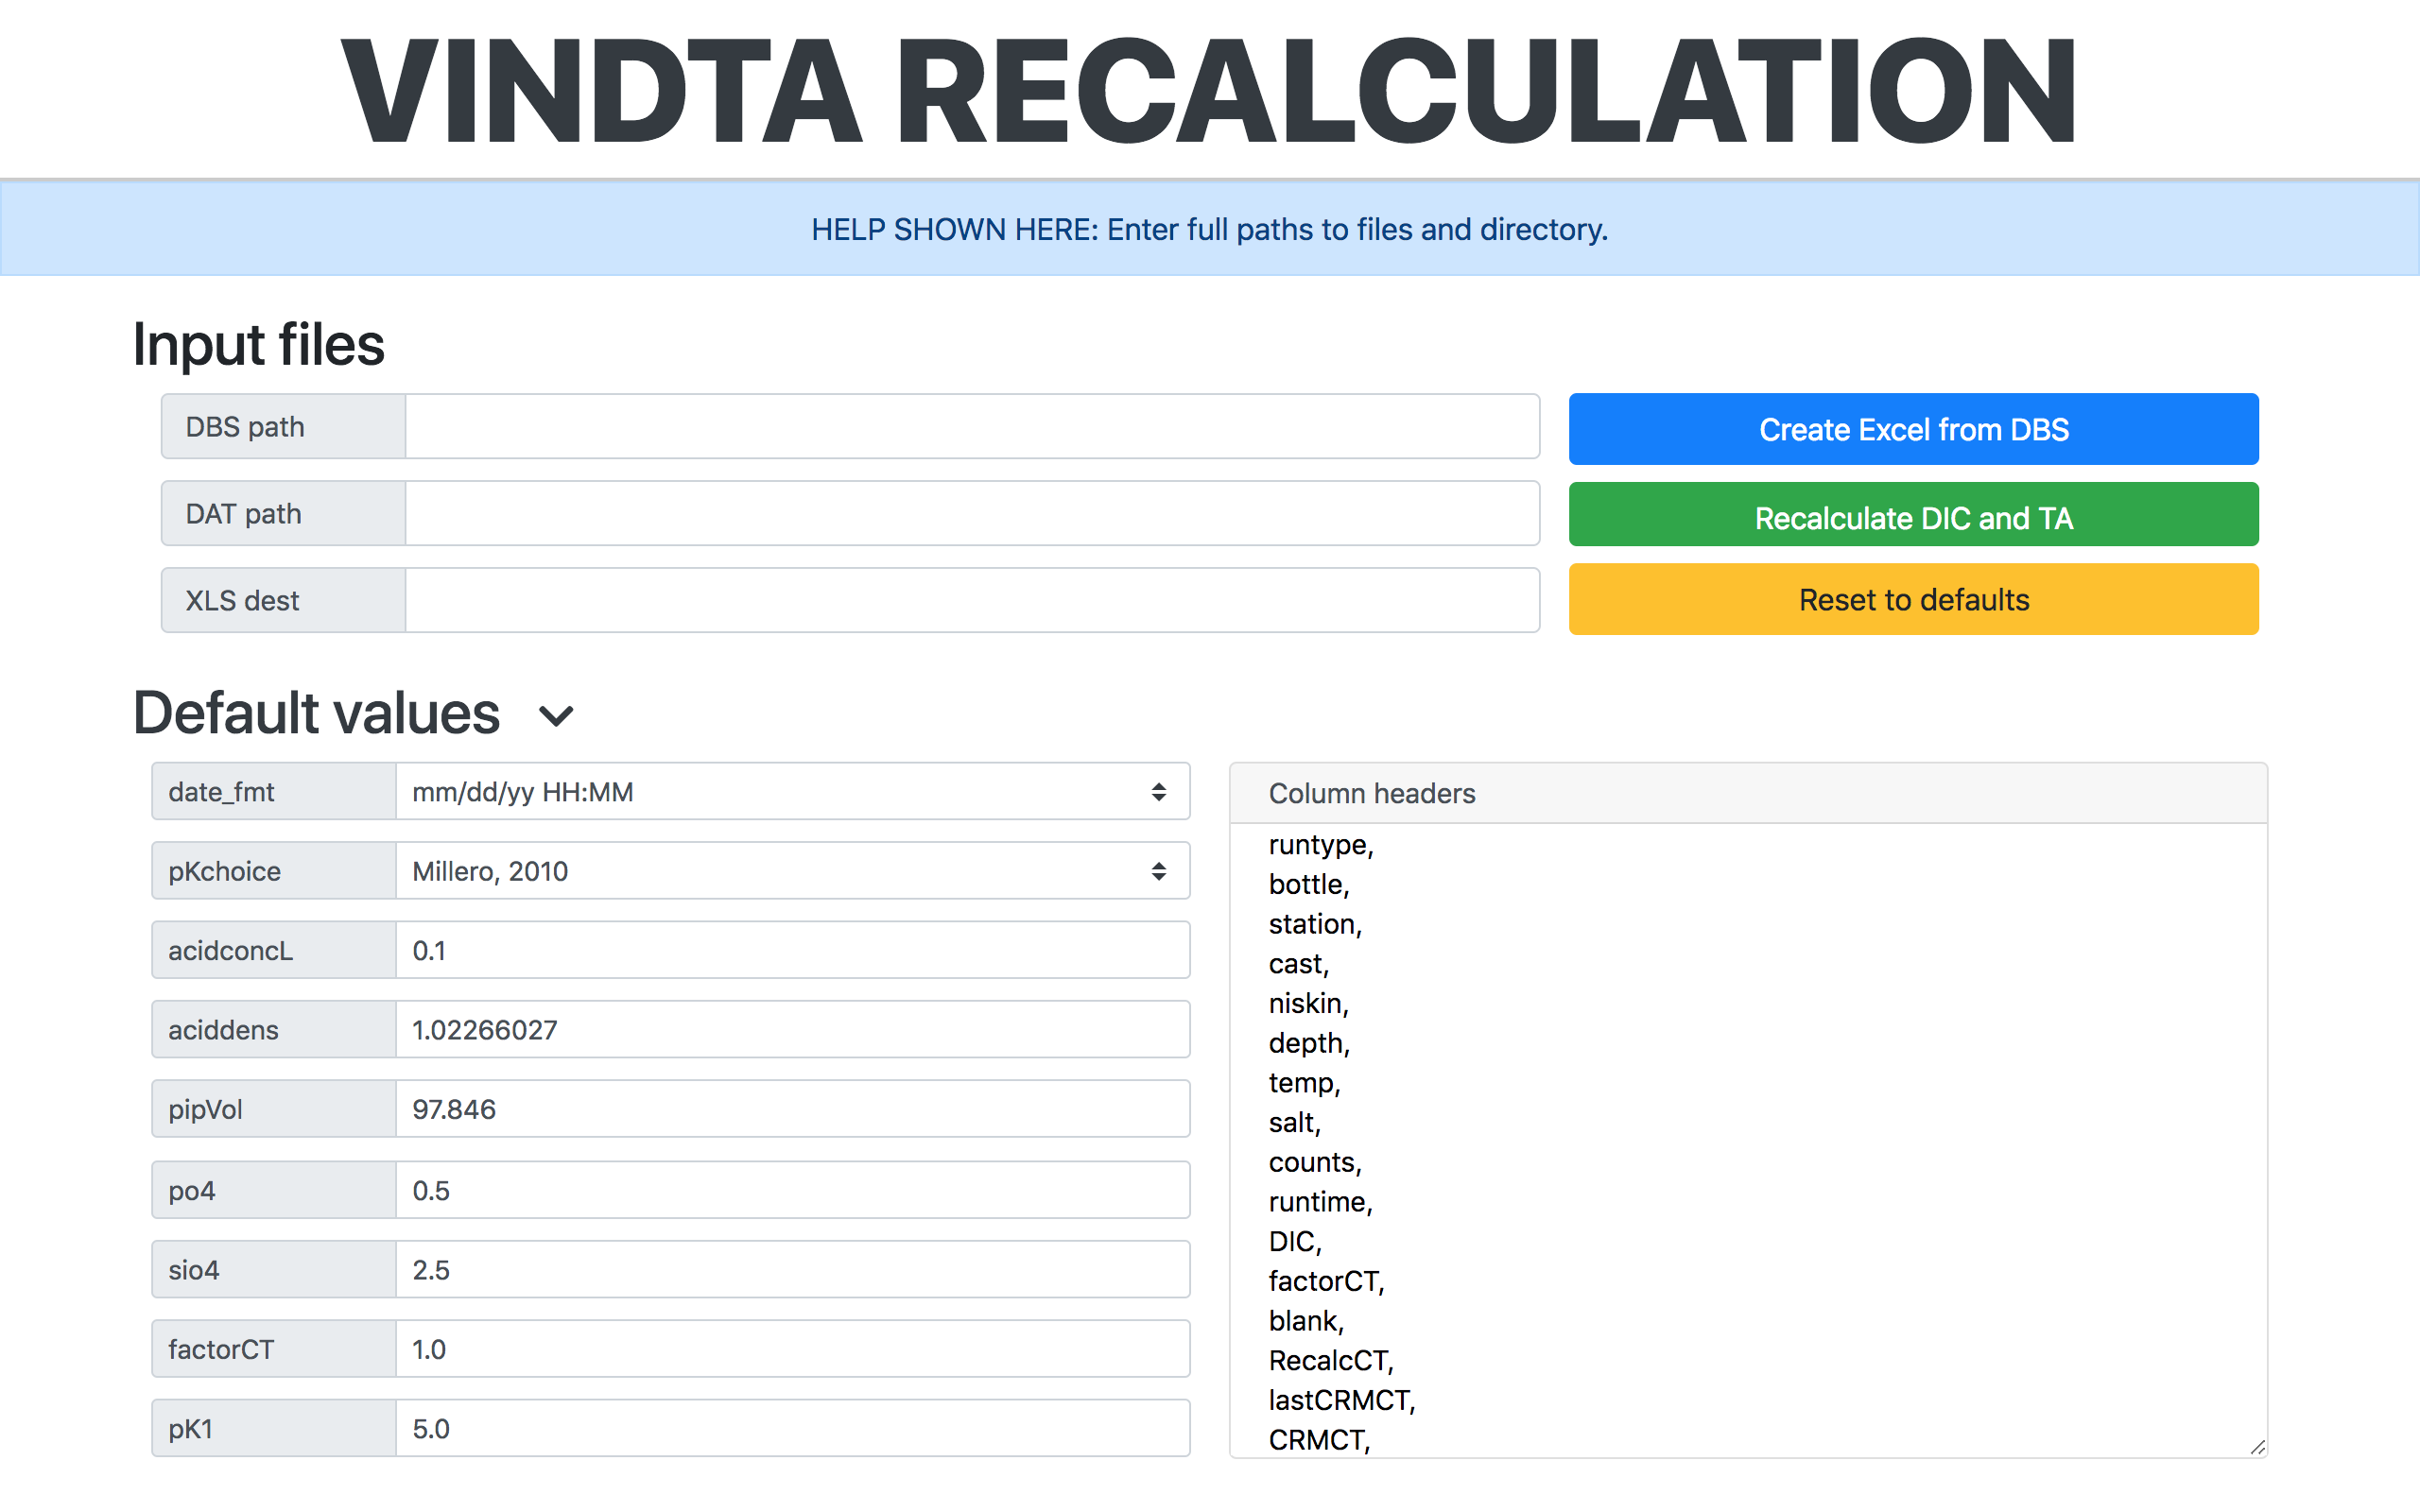 VINDTA RECALCULATION
HELP SHOWN HERE: Enter full paths to files and directory.
Input files
DBS path
Create Excel from DBS
DAT path
Recalculate DIC and TA
XLS dest
Reset to defaults
Default values
date_fmt mm/dd/yy HH:MM
pKchoice Millero, 2010
acidconcL 0.1
aciddens 1.02266027
pipVol 97.846
po4 0.5
sio4 2.5
factorCT 1.0
pK1 5.0
Column headers
runtype,
bottle,
station,
cast,
niskin,
depth,
temp,
salt,
counts,
runtime,
DIC,
factorCT,
blank,
RecalcCT,
lastCRMCT,
CRMCT,